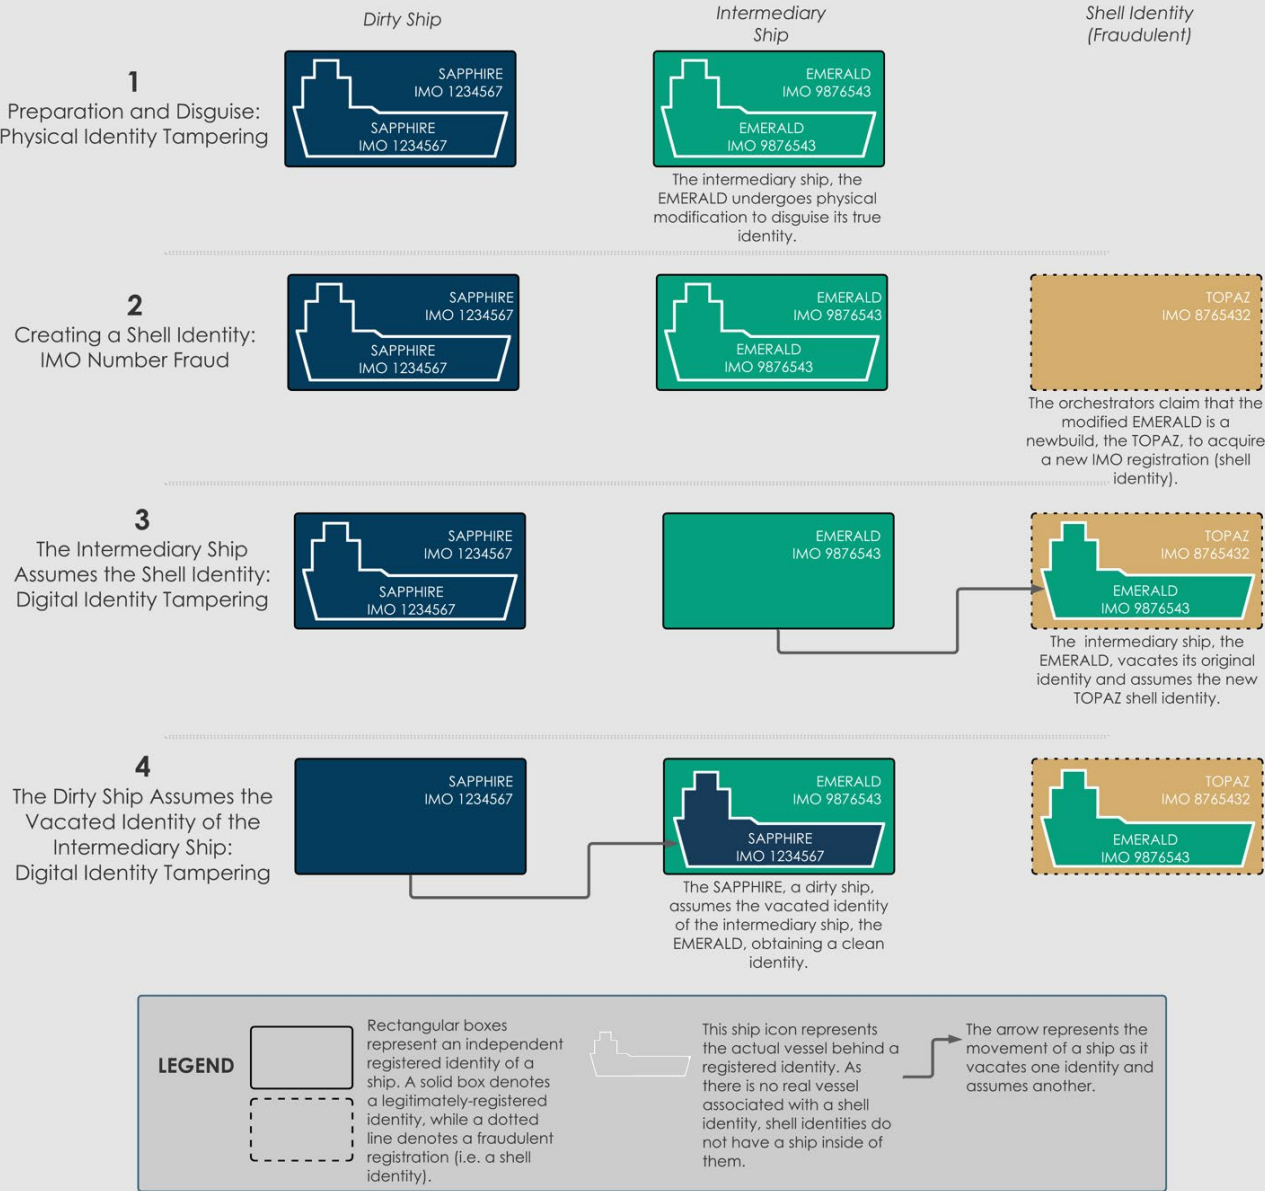 Dirty Ship
Intermediary
Ship
Shell Identity
(Fraudulent)
1
Preparation and Disguise:
Physical Identity Tampering
SAPPHIRE
IMO 1234567
SAPPHIRE
IMO 1234567
EMERALD
IMO 9876543
EMERALD
IMO 9876543
The intermediary ship, the
EMERALD undergoes physical
modification to disguise its true
identity.
2
Creating a Shell Identity:
IMO Number Fraud
SAPPHIRE
IMO 1234567
SAPPHIRE
IMO 1234567
EMERALD
IMO 9876543
EMERALD
IMO 9876543
TOPAZ
IMO 8765432
The orchestrators claim that the
modified EMERALD is a
newbuild, the TOPAZ, to acquire
a new IMO registration (shell
identity).
3
The Intermediary Ship
Assumes the Shell Identity:
Digital Identity Tampering
SAPPHIRE
IMO 1234567
SAPPHIRE
IMO 1234567
EMERALD
IMO 9876543
TOPAZ
IMO 8765432
EMERALD
IMO 9876543
The intermediary ship, the
EMERALD, vacates its original
identity and assumes the new
TOPAZ shell identity.
4
The Dirty Ship Assumes the
Vacated Identity of the
Intermediary Ship:
Digital Identity Tampering
SAPPHIRE
IMO 1234567
EMERALD
IMO 9876543
SAPPHIRE
IMO 1234567
The SAPPHIRE, a dirty ship,
assumes the vacated identity
of the intermediary ship, the
EMERALD, obtaining a clean
identity.
TOPAZ
IMO 8765432
EMERALD
IMO 9876543
LEGEND
Rectangular boxes
represent an independent
registered identity of a
ship. A solid box denotes
a legitimately-registered
identity, while a dotted
line denotes a fraudulent
registration (i.e. a shell
identity).
This ship icon represents
the actual vessel behind a
registered identity. As
there is no real vessel
associated with a shell
identity, shell identities do
not have a ship inside of
them.
The arrow represents the
movement of a ship as it
vacates one identity and
assumes another.